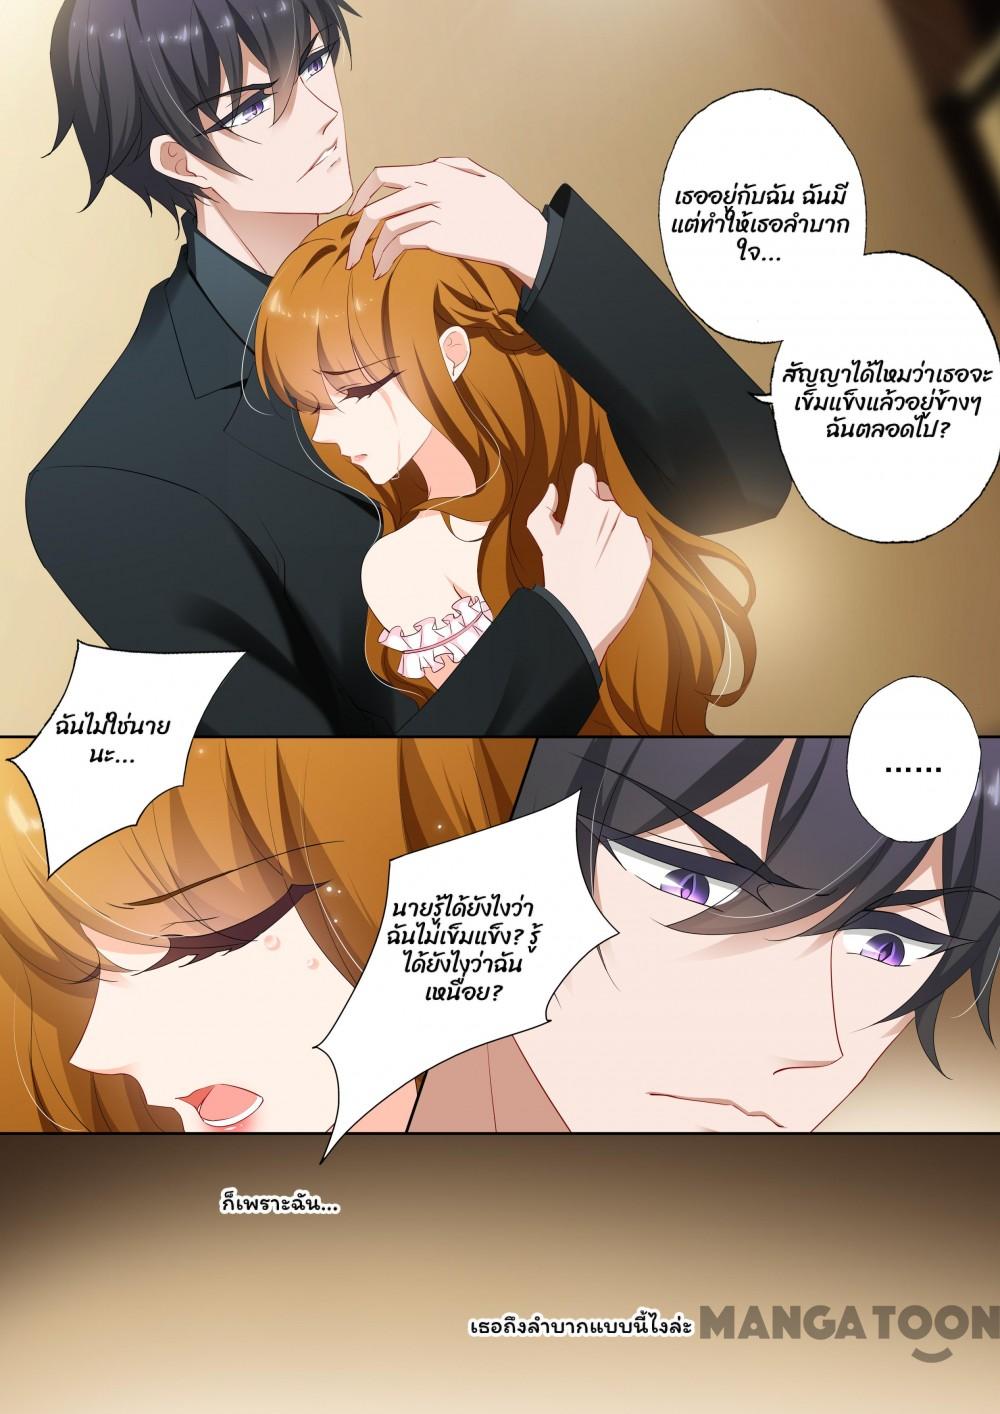 เธออยู่กับฉัน ฉันมี
แต่ทำให้เธอลำบาก
ใจ...
สัญญาได้ไหมว่าเธอจะ
เข็มแข็งแล้วอยู่ข้างๆ
ฉันตลอดไป?
ฉันไม่ใช่นาย
นะ...
......
นายรู้ได้ยังไงว่า
ฉันไม่เข็มแข็ง? รู้
ได้ยังไงว่าฉัน
เหนื่อย?
ก็เพราะฉัน...
เธอถึงลำบากแบบนี้ไงล่ะ
MANGATOON